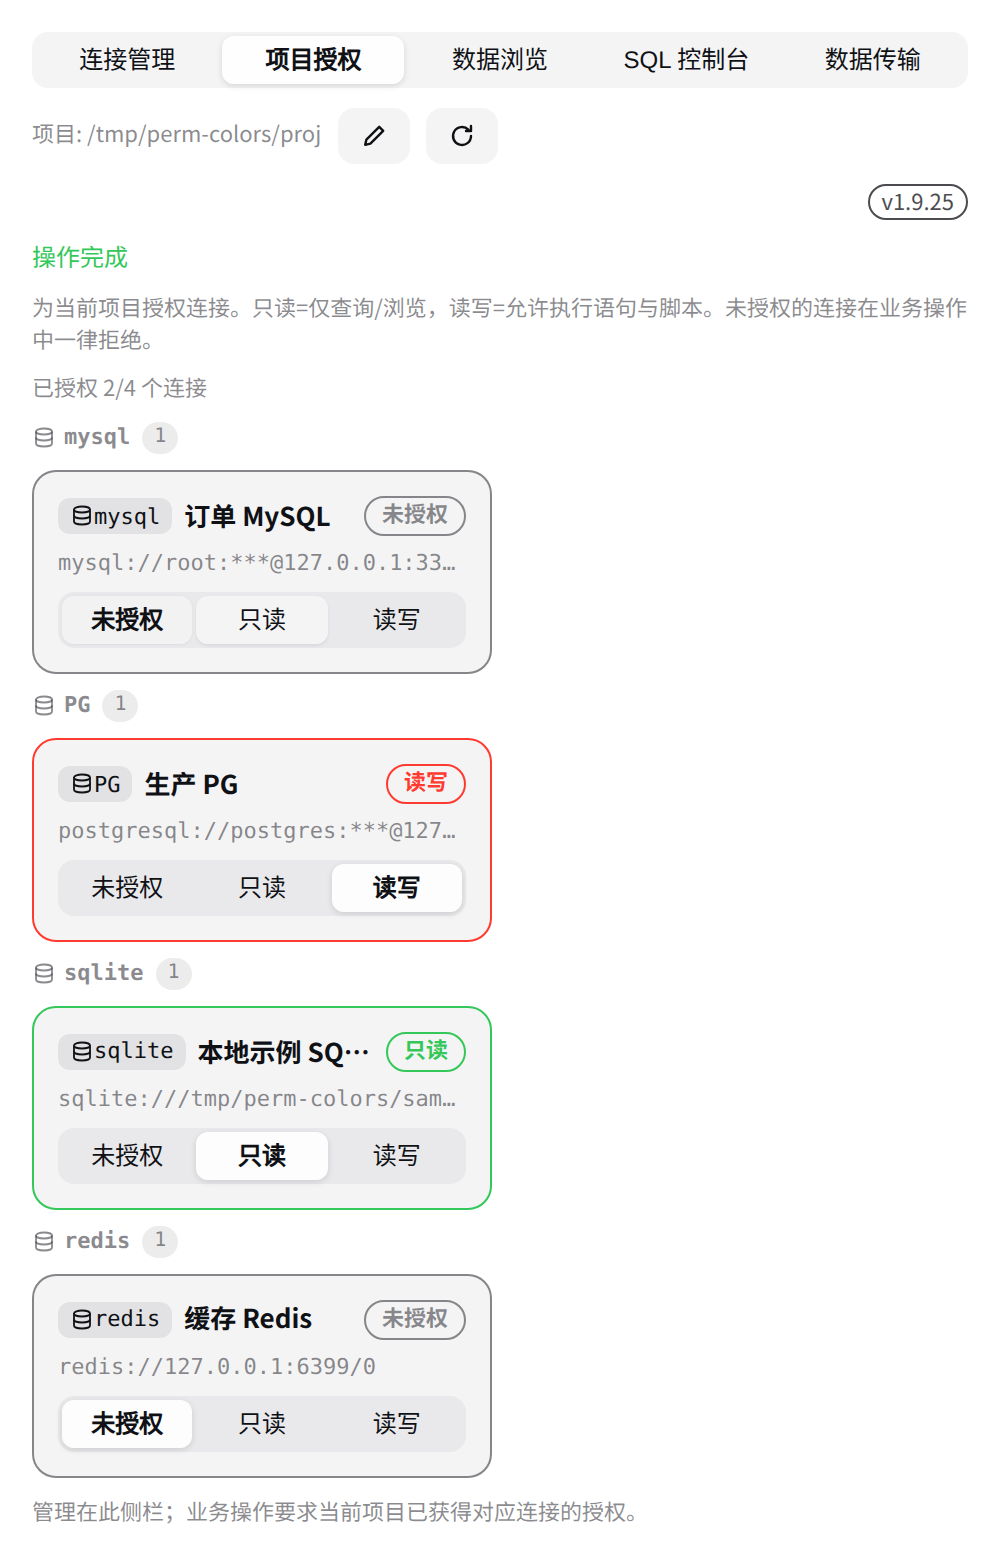 连接管理 项目授权 数据浏览 SQL 控制台 数据传输
项目: /tmp/perm-colors/proj
v1.9.25
操作完成
为当前项目授权连接。只读=仅查询/浏览，读写=允许执行语句与脚本。未授权的连接在业务操作
中一律拒绝。
已授权 2/4 个连接
mysql 1
mysql 订单 MySQL 未授权
mysql://root:***@127.0.0.1:33…
未授权 只读 读写
PG 1
PG 生产 PG 读写
postgresql://postgres:***@127…
未授权 只读 读写
sqlite 1
sqlite 本地示例 SQ… 只读
sqlite:///tmp/perm-colors/sam…
未授权 只读 读写
redis 1
redis 缓存 Redis 未授权
redis://127.0.0.1:6399/0
未授权 只读 读写
管理在此侧栏；业务操作要求当前项目已获得对应连接的授权。